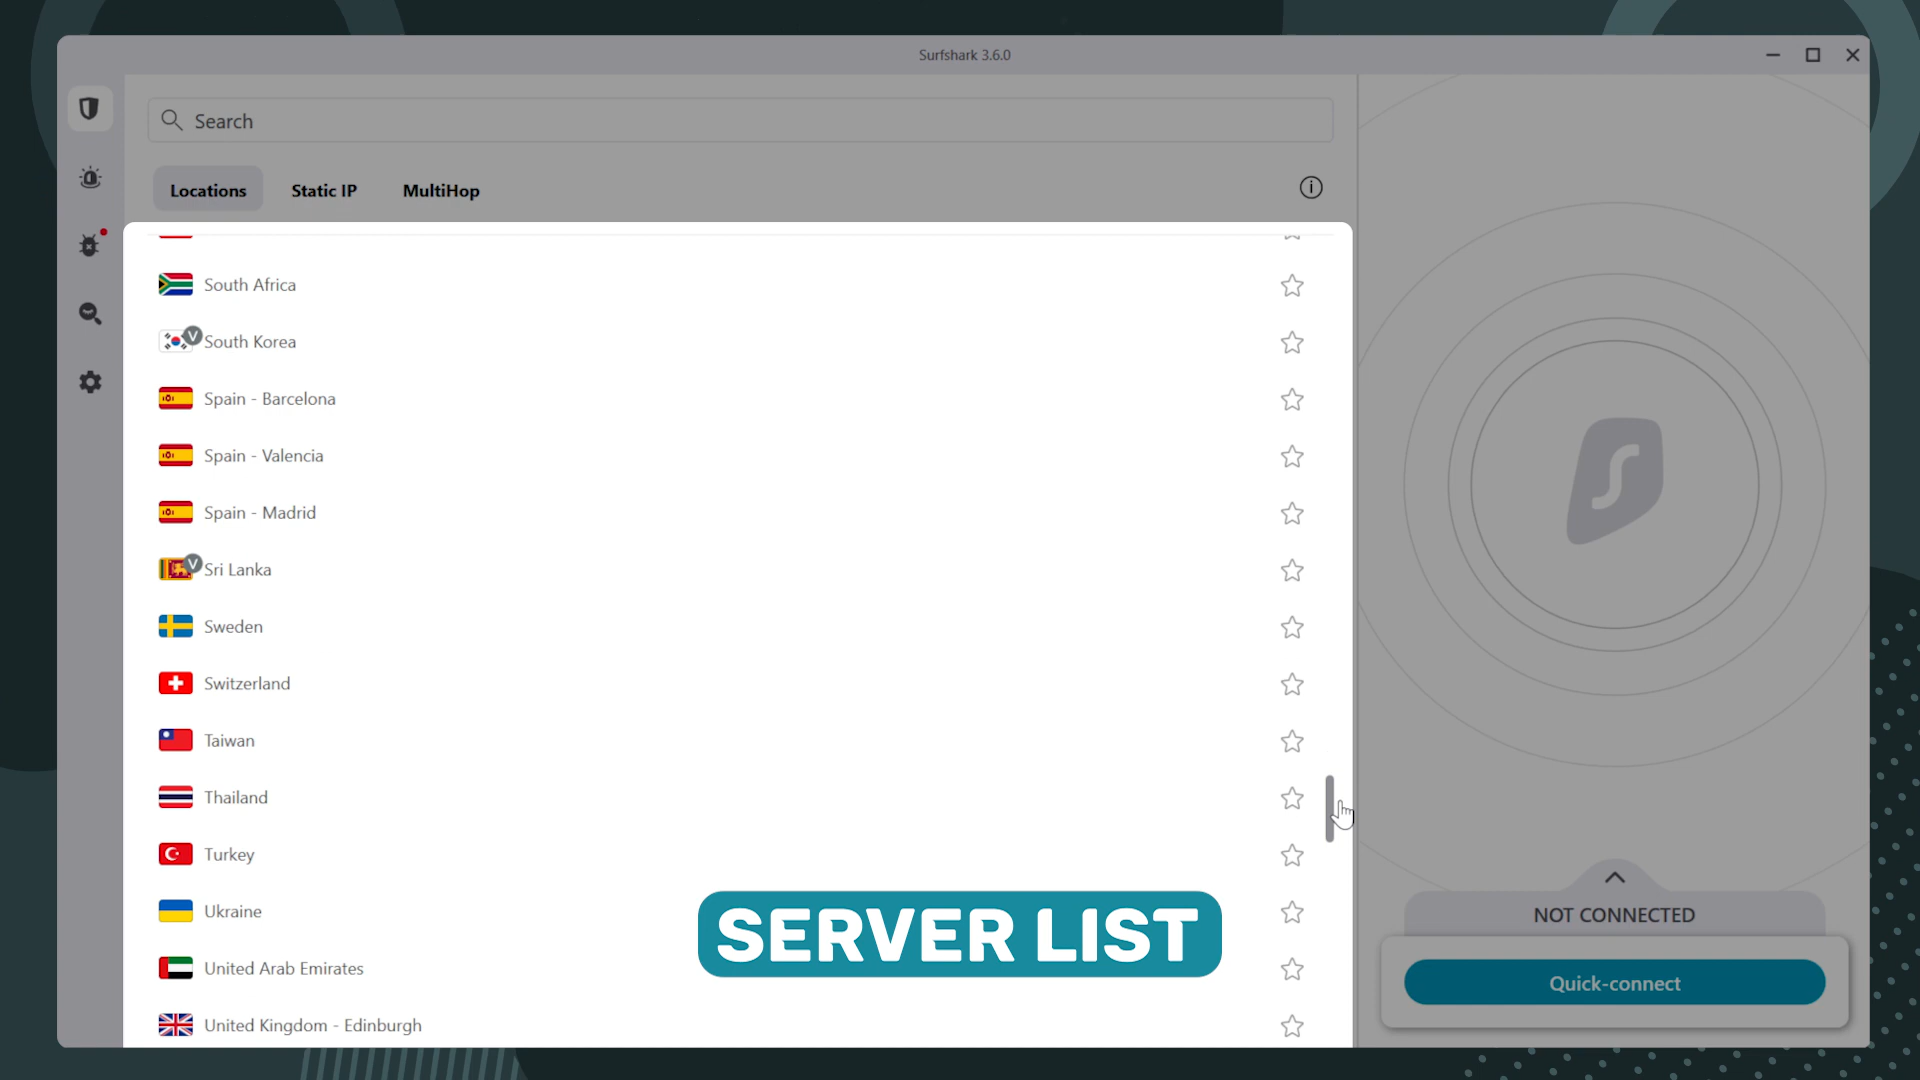 Surfshark 3.6.0
Search
Locations
Static IP
MultiHop
South Africa
V
South Korea
Spain - Barcelona
Spain - Valencia
Spain - Madrid
V
Sri Lanka
Sweden
Switzerland
Taiwan
Thailand
Turkey
Ukraine
United Arab Emirates
United Kingdom - Edinburgh
SERVER LIST
NOT CONNECTED
Quick-connect